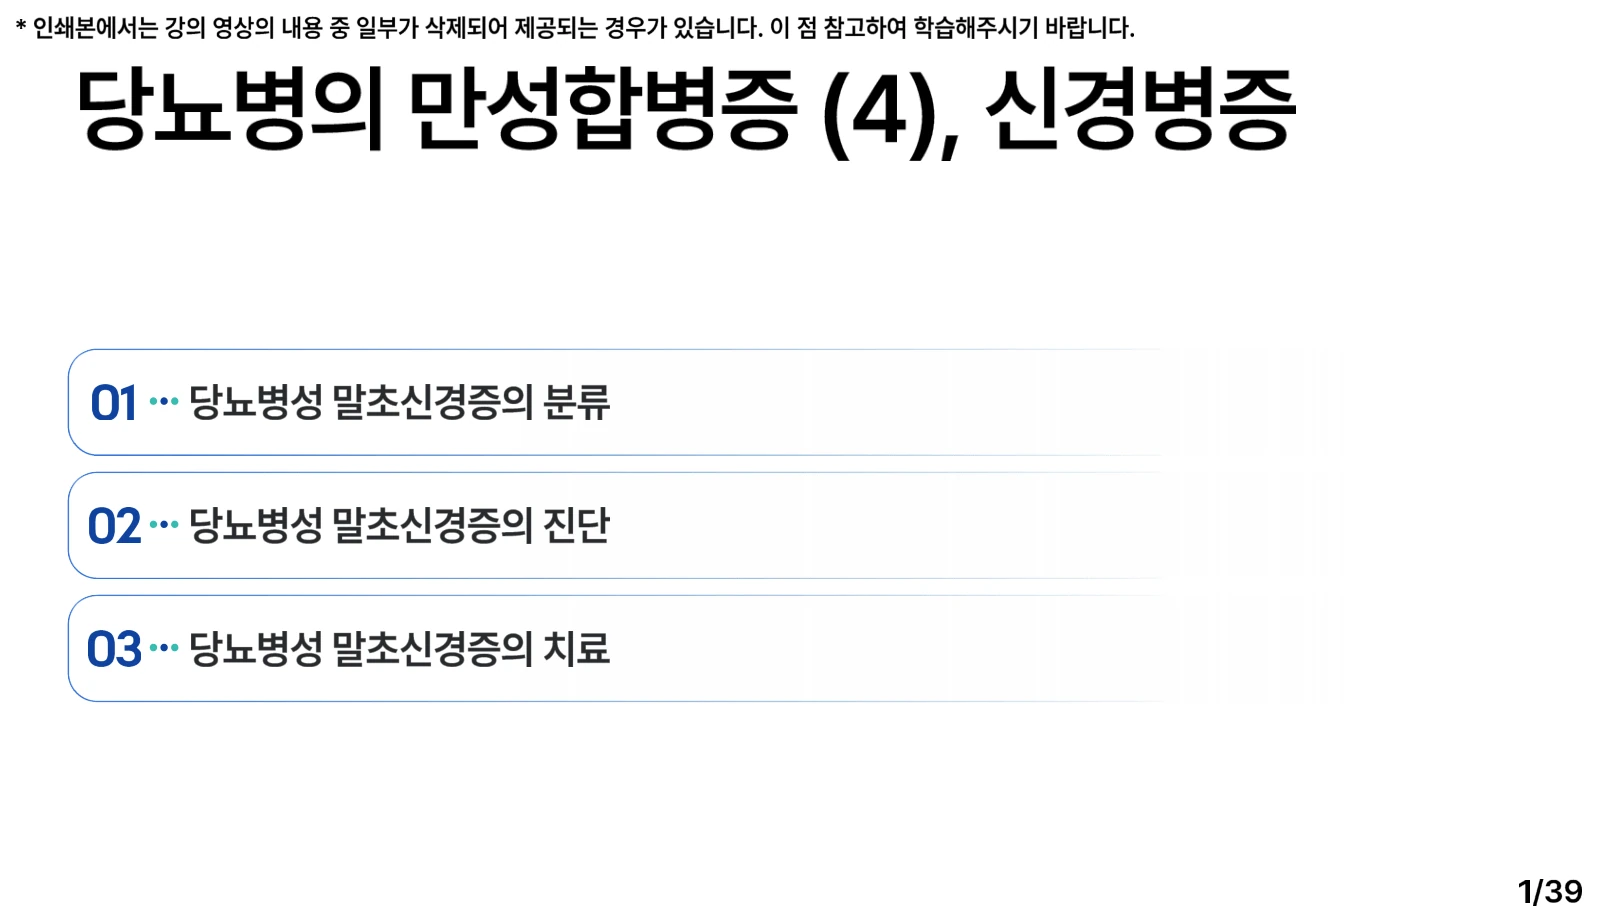 * 인쇄본에서는 강의 영상의 내용 중 일부가 삭제되어 제공되는 경우가 있습니다. 이 점 참고하여 학습해주시기 바랍니다.
당뇨병의 만성합병증 (4), 신경병증
01 ••• 당뇨병성 말초신경증의 분류
02 ••• 당뇨병성 말초신경증의 진단
03 ••• 당뇨병성 말초신경증의 치료
1/39